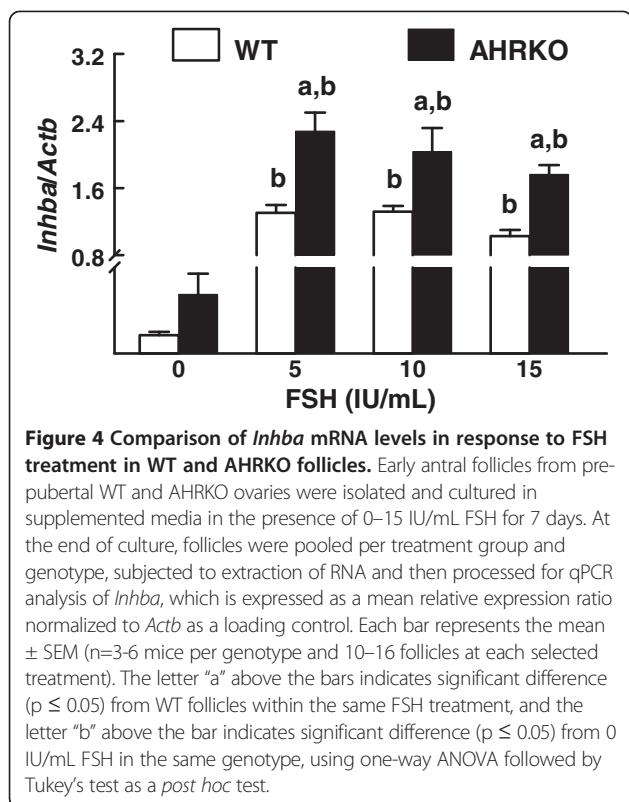 WT AHRKO
3.2
2.4
1.6
0.8
Inhba/Actb
a,b
a,b
a,b
b
b
b
0 5 10 15
FSH (IU/mL)
Figure 4 Comparison of Inhba mRNA levels in response to FSH
treatment in WT and AHRKO follicles. Early antral follicles from pre-
pubertal WT and AHRKO ovaries were isolated and cultured in
supplemented media in the presence of 0–15 IU/mL FSH for 7 days. At
the end of culture, follicles were pooled per treatment group and
genotype, subjected to extraction of RNA and then processed for qPCR
analysis of Inhba, which is expressed as a mean relative expression ratio
normalized to Actb as a loading control. Each bar represents the mean
± SEM (n=3-6 mice per genotype and 10–16 follicles at each selected
treatment). The letter “a” above the bars indicates significant difference
(p ≤ 0.05) from WT follicles within the same FSH treatment, and the
letter “b” above the bar indicates significant difference (p ≤ 0.05) from 0
IU/mL FSH in the same genotype, using one-way ANOVA followed by
Tukey’s test as a post hoc test.